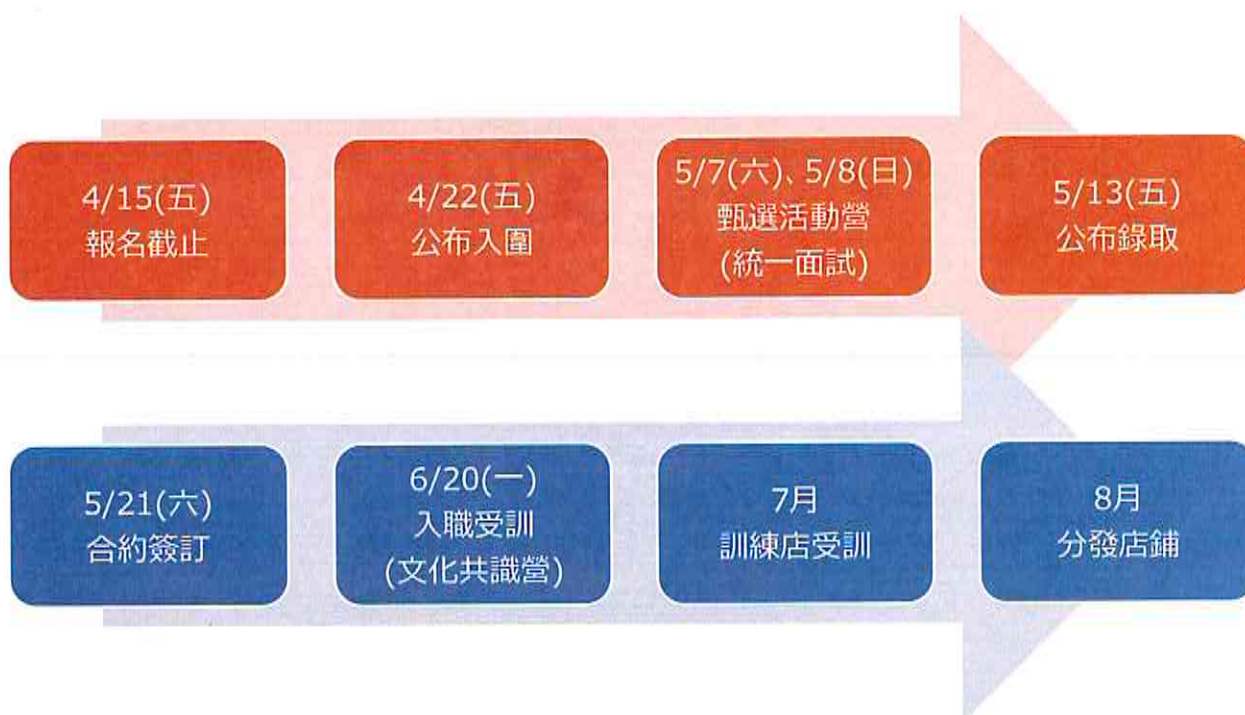 4/15(五)
報名截止
4/22(五)
公布入圍
5/7(六)、5/8(日)
甄選活動營
(統一面試)
5/13(五)
公布錄取
5/21(六)
合約簽訂
6/20(一)
入職受訓
(文化共識營)
7月
訓練店受訓
8月
分發店鋪